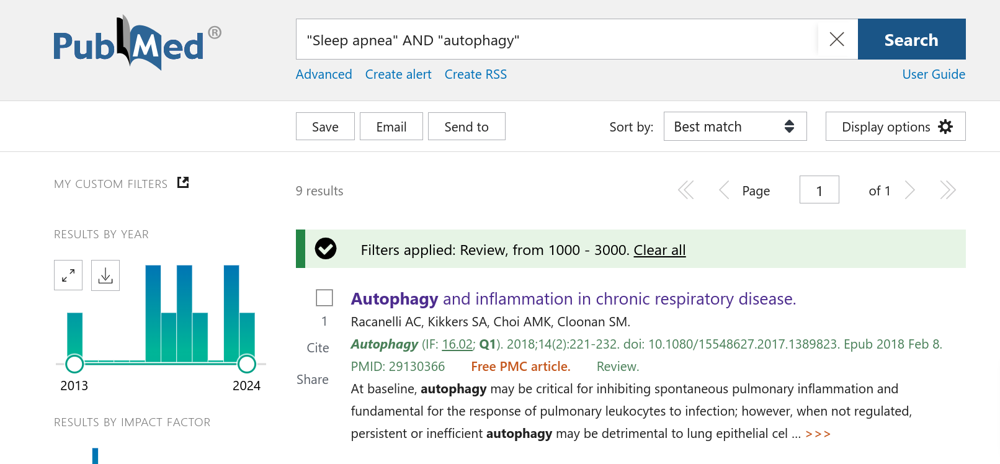 PubMed®
"Sleep apnea" AND "autophagy"
Search
Advanced Create alert Create RSS
User Guide
Save Email Send to
Sort by: Best match
Display options
MY CUSTOM FILTERS
9 results
Page 1 of 1
RESULTS BY YEAR
2013 2024
RESULTS BY IMPACT FACTOR
Filters applied: Review, from 1000 - 3000. Clear all
Autophagy and inflammation in chronic respiratory disease.
1
Cite
Share
Racanelli AC, Kikkers SA, Choi AMK, Cloonan SM.
Autophagy (IF: 16.02; Q1). 2018;14(2):221-232. doi: 10.1080/15548627.2017.1389823. Epub 2018 Feb 8.
PMID: 29130366 Free PMC article. Review.
At baseline, autophagy may be critical for inhibiting spontaneous pulmonary inflammation and
fundamental for the response of pulmonary leukocytes to infection; however, when not regulated,
persistent or inefficient autophagy may be detrimental to lung epithelial cel ... >>>